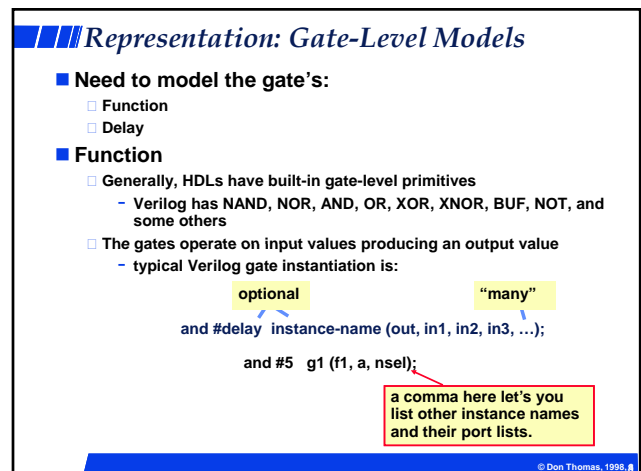 Representation: Gate-Level Models
Need to model the gate's:
Function
Delay
Function
Generally, HDLs have built-in gate-level primitives
- Verilog has NAND, NOR, AND, OR, XOR, XNOR, BUF, NOT, and
some others
The gates operate on input values producing an output value
- typical Verilog gate instantiation is:
optional
“many”
and #delay instance-name (out, in1, in2, in3, …);
and #5 g1 (f1, a, nsel);
a comma here let's you
list other instance names
and their port lists.
© Don Thomas, 1998,